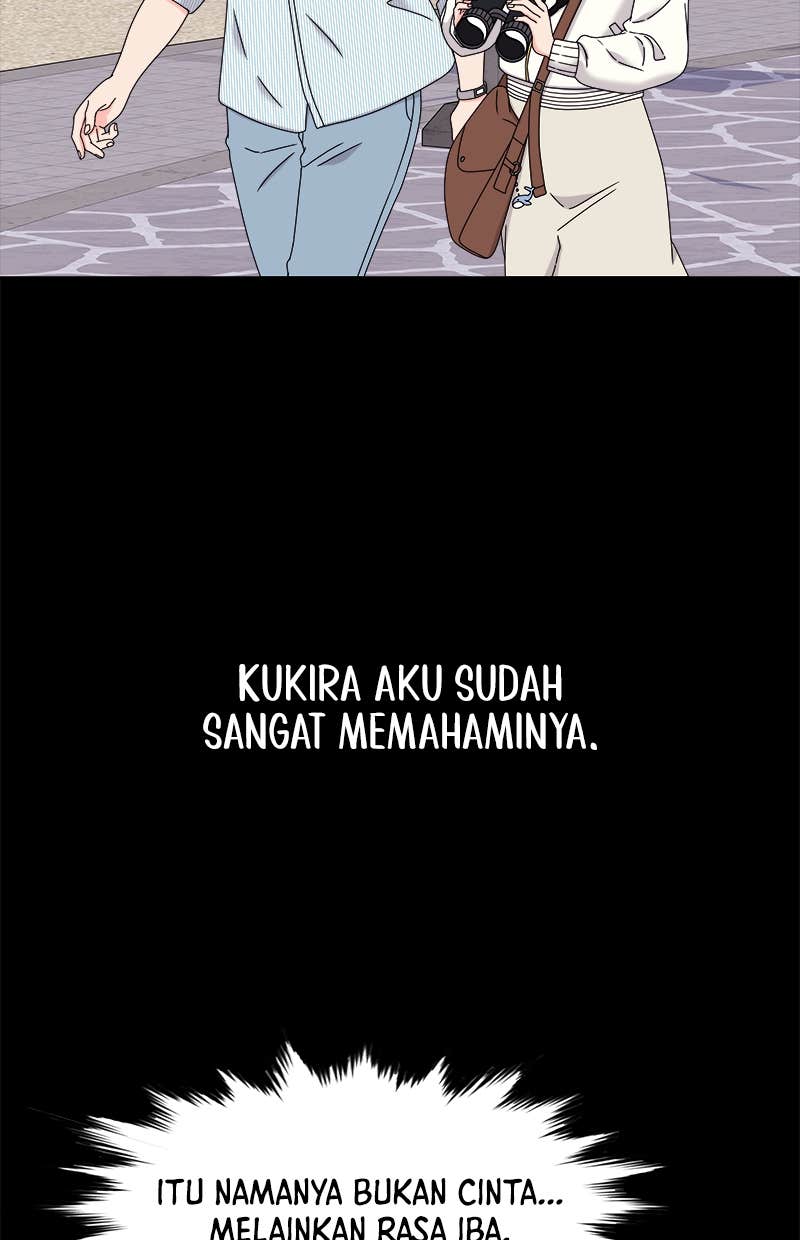 KUKIRA AKU SUDAH
SANGAT MEMAHAMINYA.
ITU NAMANYA BUKAN CINTA...
MELAINKAN RASA IBA.